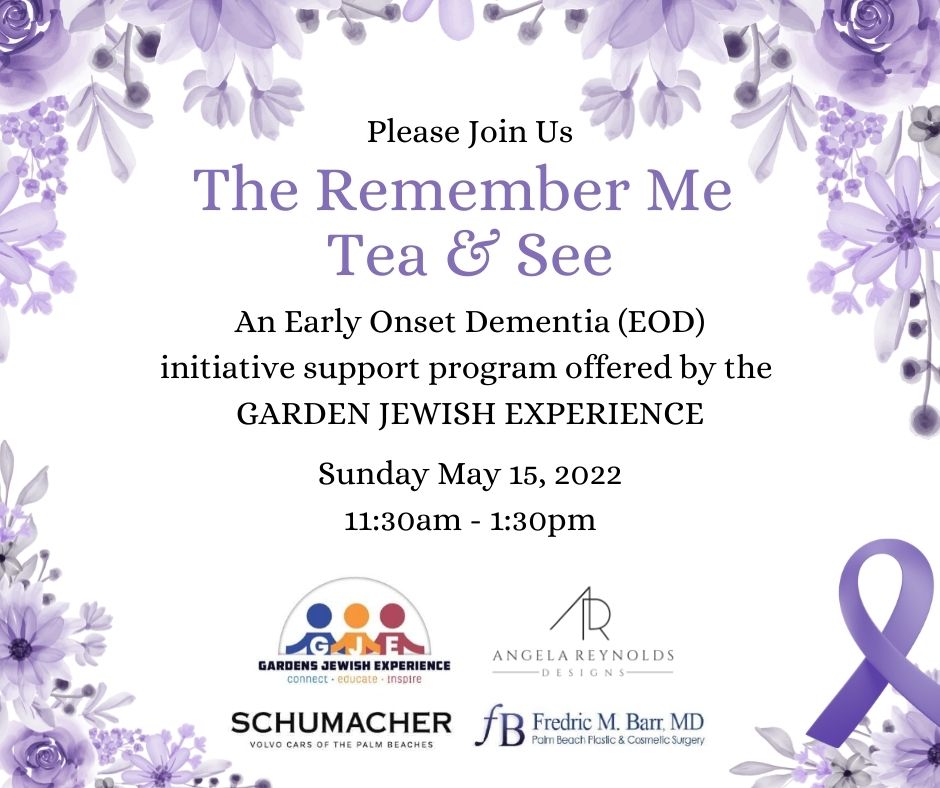 Please Join Us
The Remember Me
Tea & See
An Early Onset Dementia (EOD)
initiative support program offered by the
GARDEN JEWISH EXPERIENCE
Sunday May 15, 2022
11:30am - 1:30pm
GJE
GARDENS JEWISH EXPERIENCE
connect · educate · inspire
AR
ANGELA REYNOLDS
DESIGNS
SCHUMACHER
VOLVO CARS OF THE PALM BEACHES
fB Fredric M. Barr, MD
Palm Beach Plastic & Cosmetic Surgery